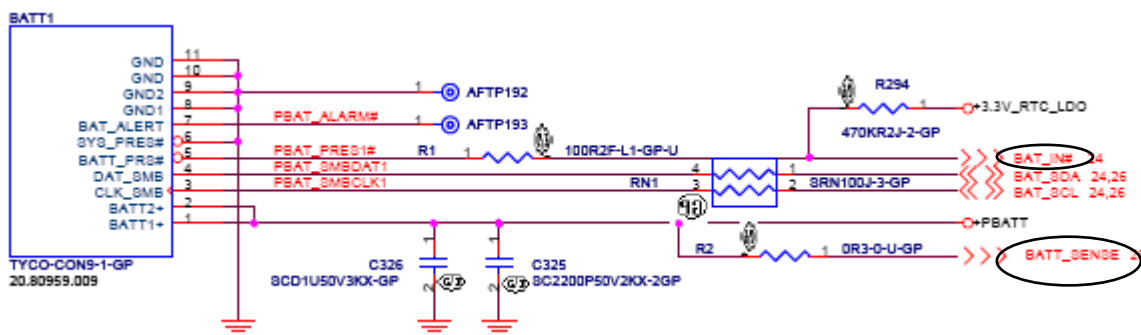 BATT1
GND 11
GND 10
GND2 9
GND1 8
BAT_ALERT 7
SYS_PRES# 6
BATT_PRS# 5
DAT_SMB 4
CLK_SMB 3
BATT2+ 2
BATT1+ 1
TYCO-CON9-1-GP
20.80959.009
1 AFTP192
PBAT_ALARM# 1 AFTP193
R294
1 +3.3V_RTC_LDO
470KR2J-2-GP
PBAT_PRES1# R1 1 100R2F-L1-GP-U
BAT_IN# 24
PBAT_SMBDAT1 4 1 BAT_SDA 24,26
PBAT_SMBCLK1 RN1 3 2 SRN100J-3-GP BAT_SCL 24,26
+PBATT
R2 1 0R3-0-U-GP BATT_SENSE
1 C326 2
SCD1U50V3KX-GP
1 C325 2
SC2200P50V2KX-2GP